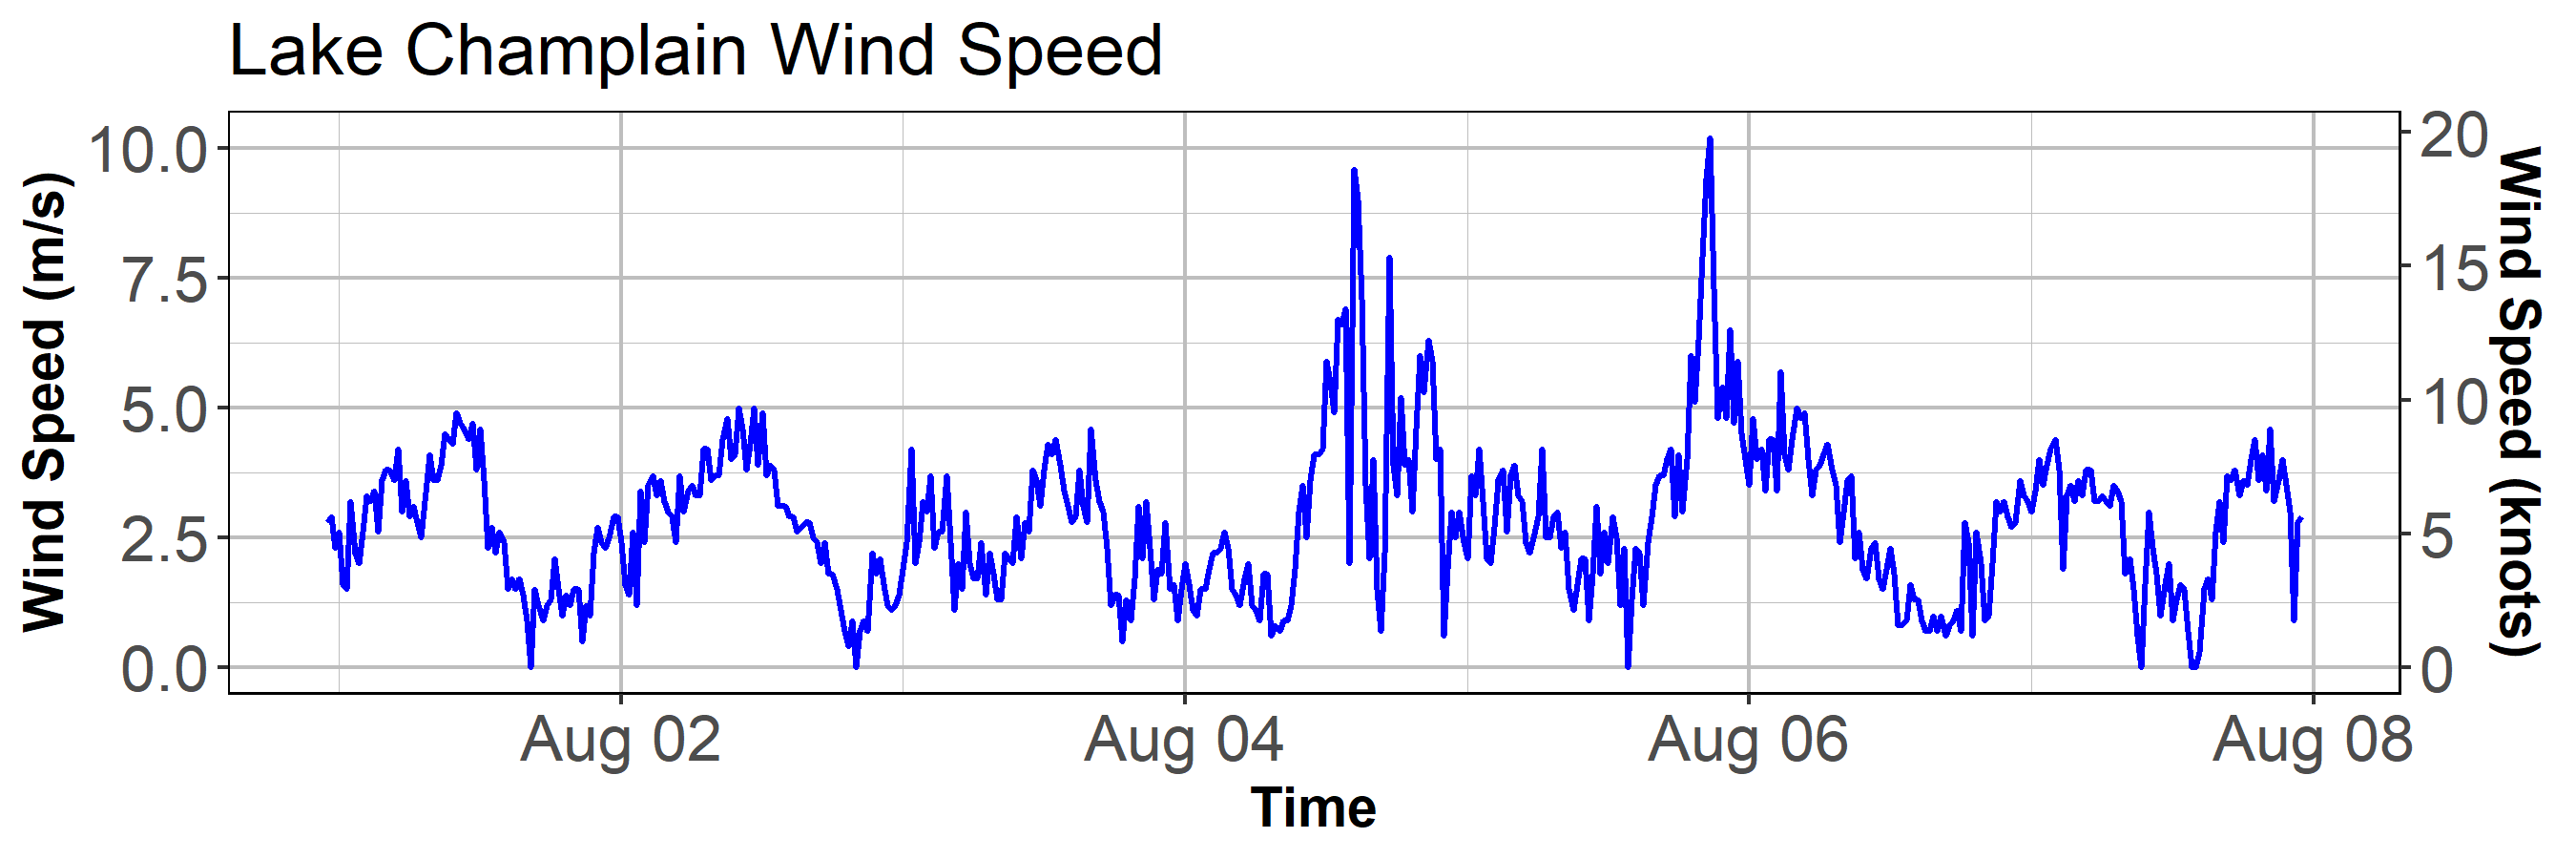 Lake Champlain Wind Speed
Wind Speed (m/s)
10.0
7.5
5.0
2.5
0.0
20
15
10
5
0
Wind Speed (knots)
Aug 02 Aug 04 Aug 06 Aug 08
Time